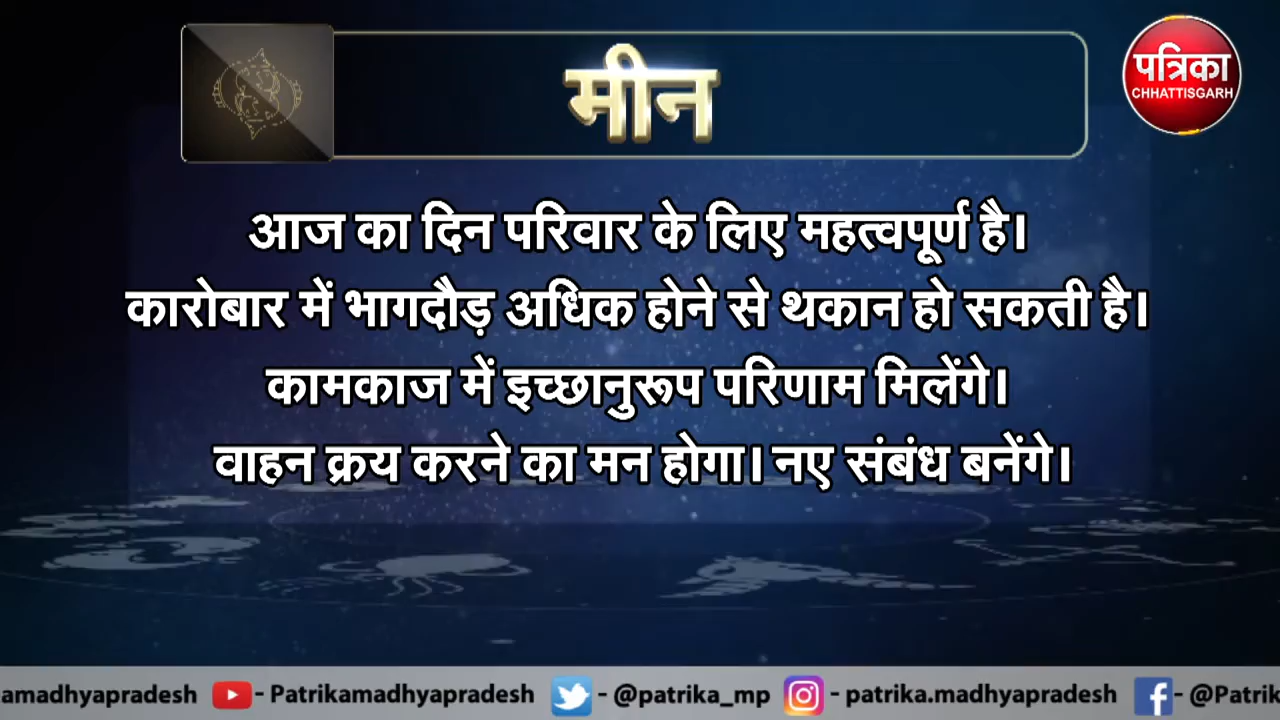 मीन
पत्रिका
CHHATTISGARH
आज का दिन परिवार के लिए महत्वपूर्ण है।
कारोबार में भागदौड़ अधिक होने से थकान हो सकती है।
कामकाज में इच्छानुरूप परिणाम मिलेंगे।
वाहन क्रय करने का मन होगा। नए संबंध बनेंगे।
amadhyapradesh - Patrikamadhyapradesh - @patrika_mp - patrika.madhyapradesh - @Patri